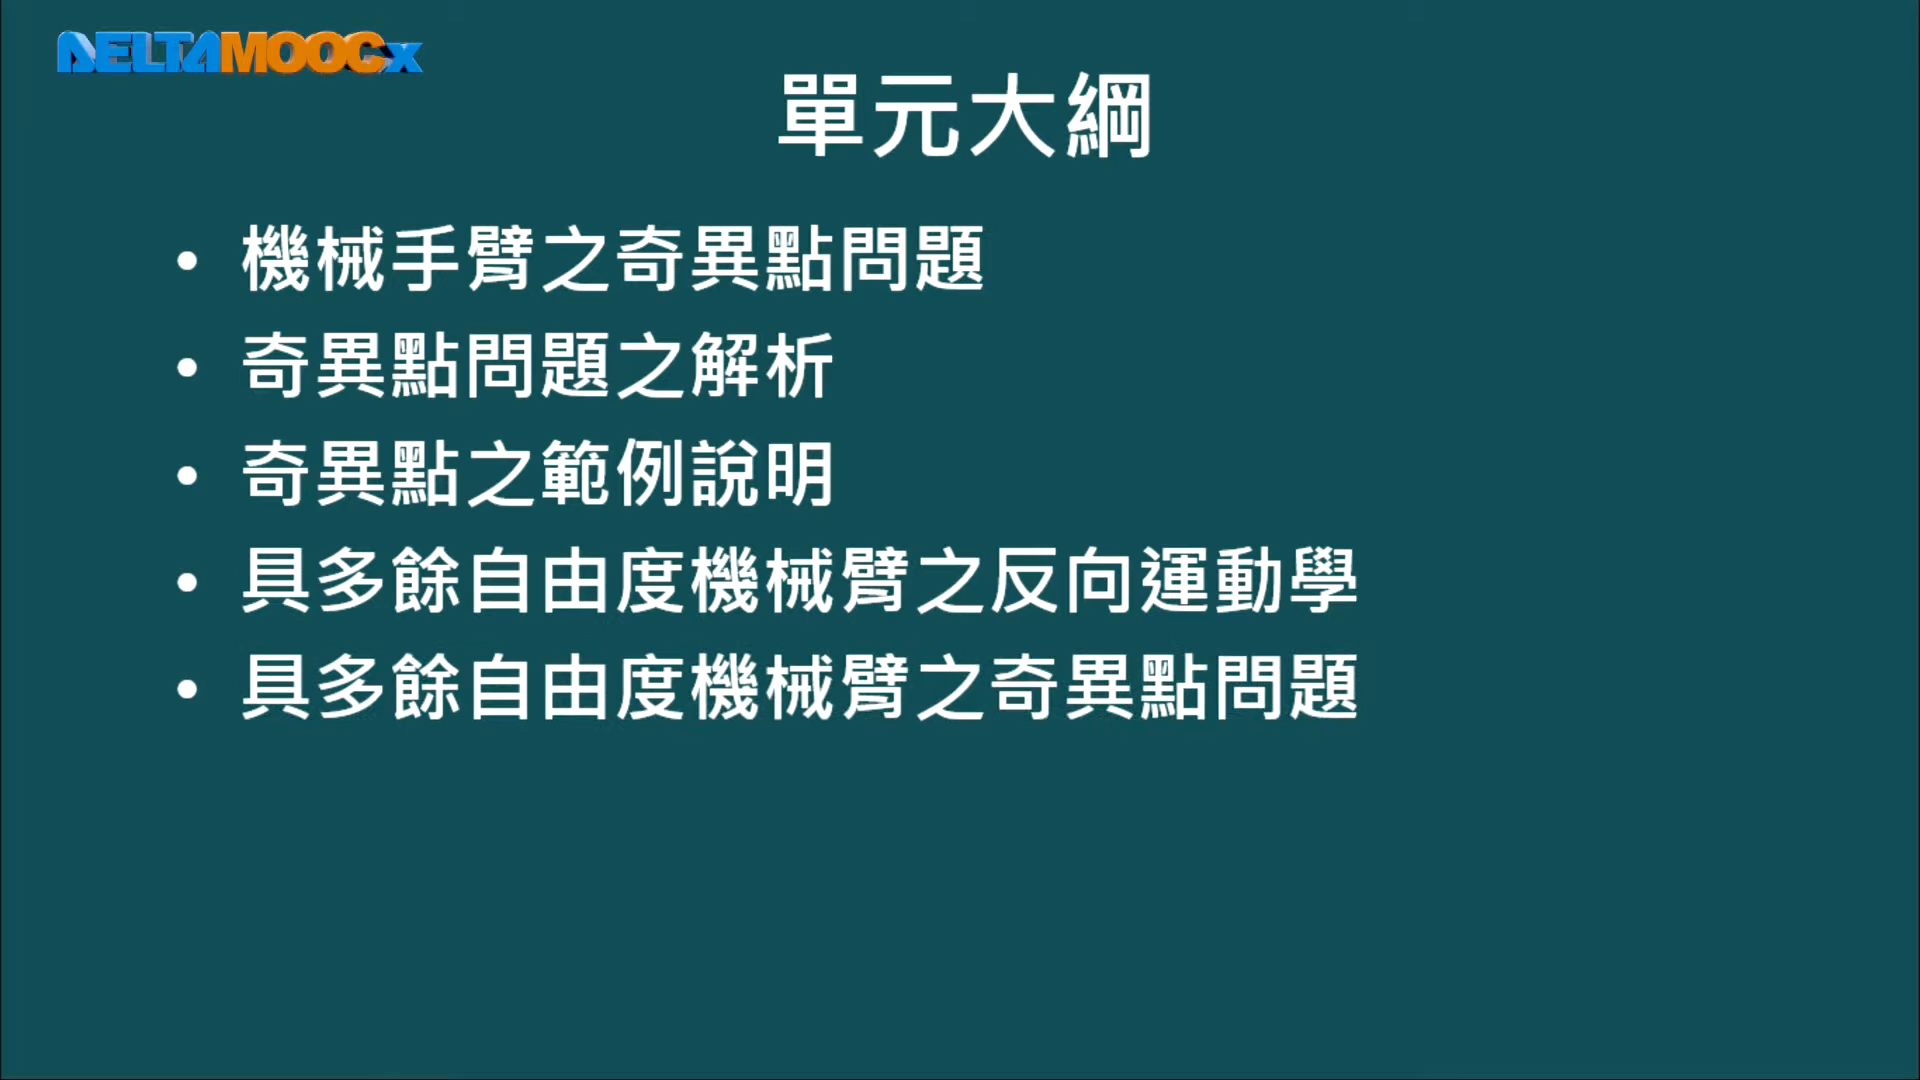 DELTAMOOCx
單元大綱
• 機械手臂之奇異點問題
• 奇異點問題之解析
• 奇異點之範例說明
• 具多餘自由度機械臂之反向運動學
• 具多餘自由度機械臂之奇異點問題